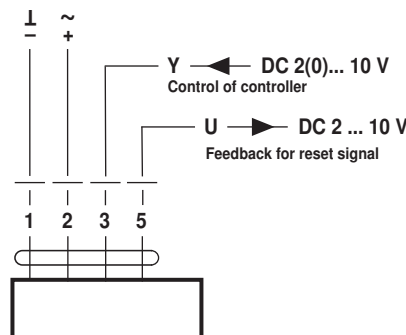 ⊥ ~
– +
Y DC 2(0)... 10 V
Control of controller
U DC 2 ... 10 V
Feedback for reset signal
1 2 3 5